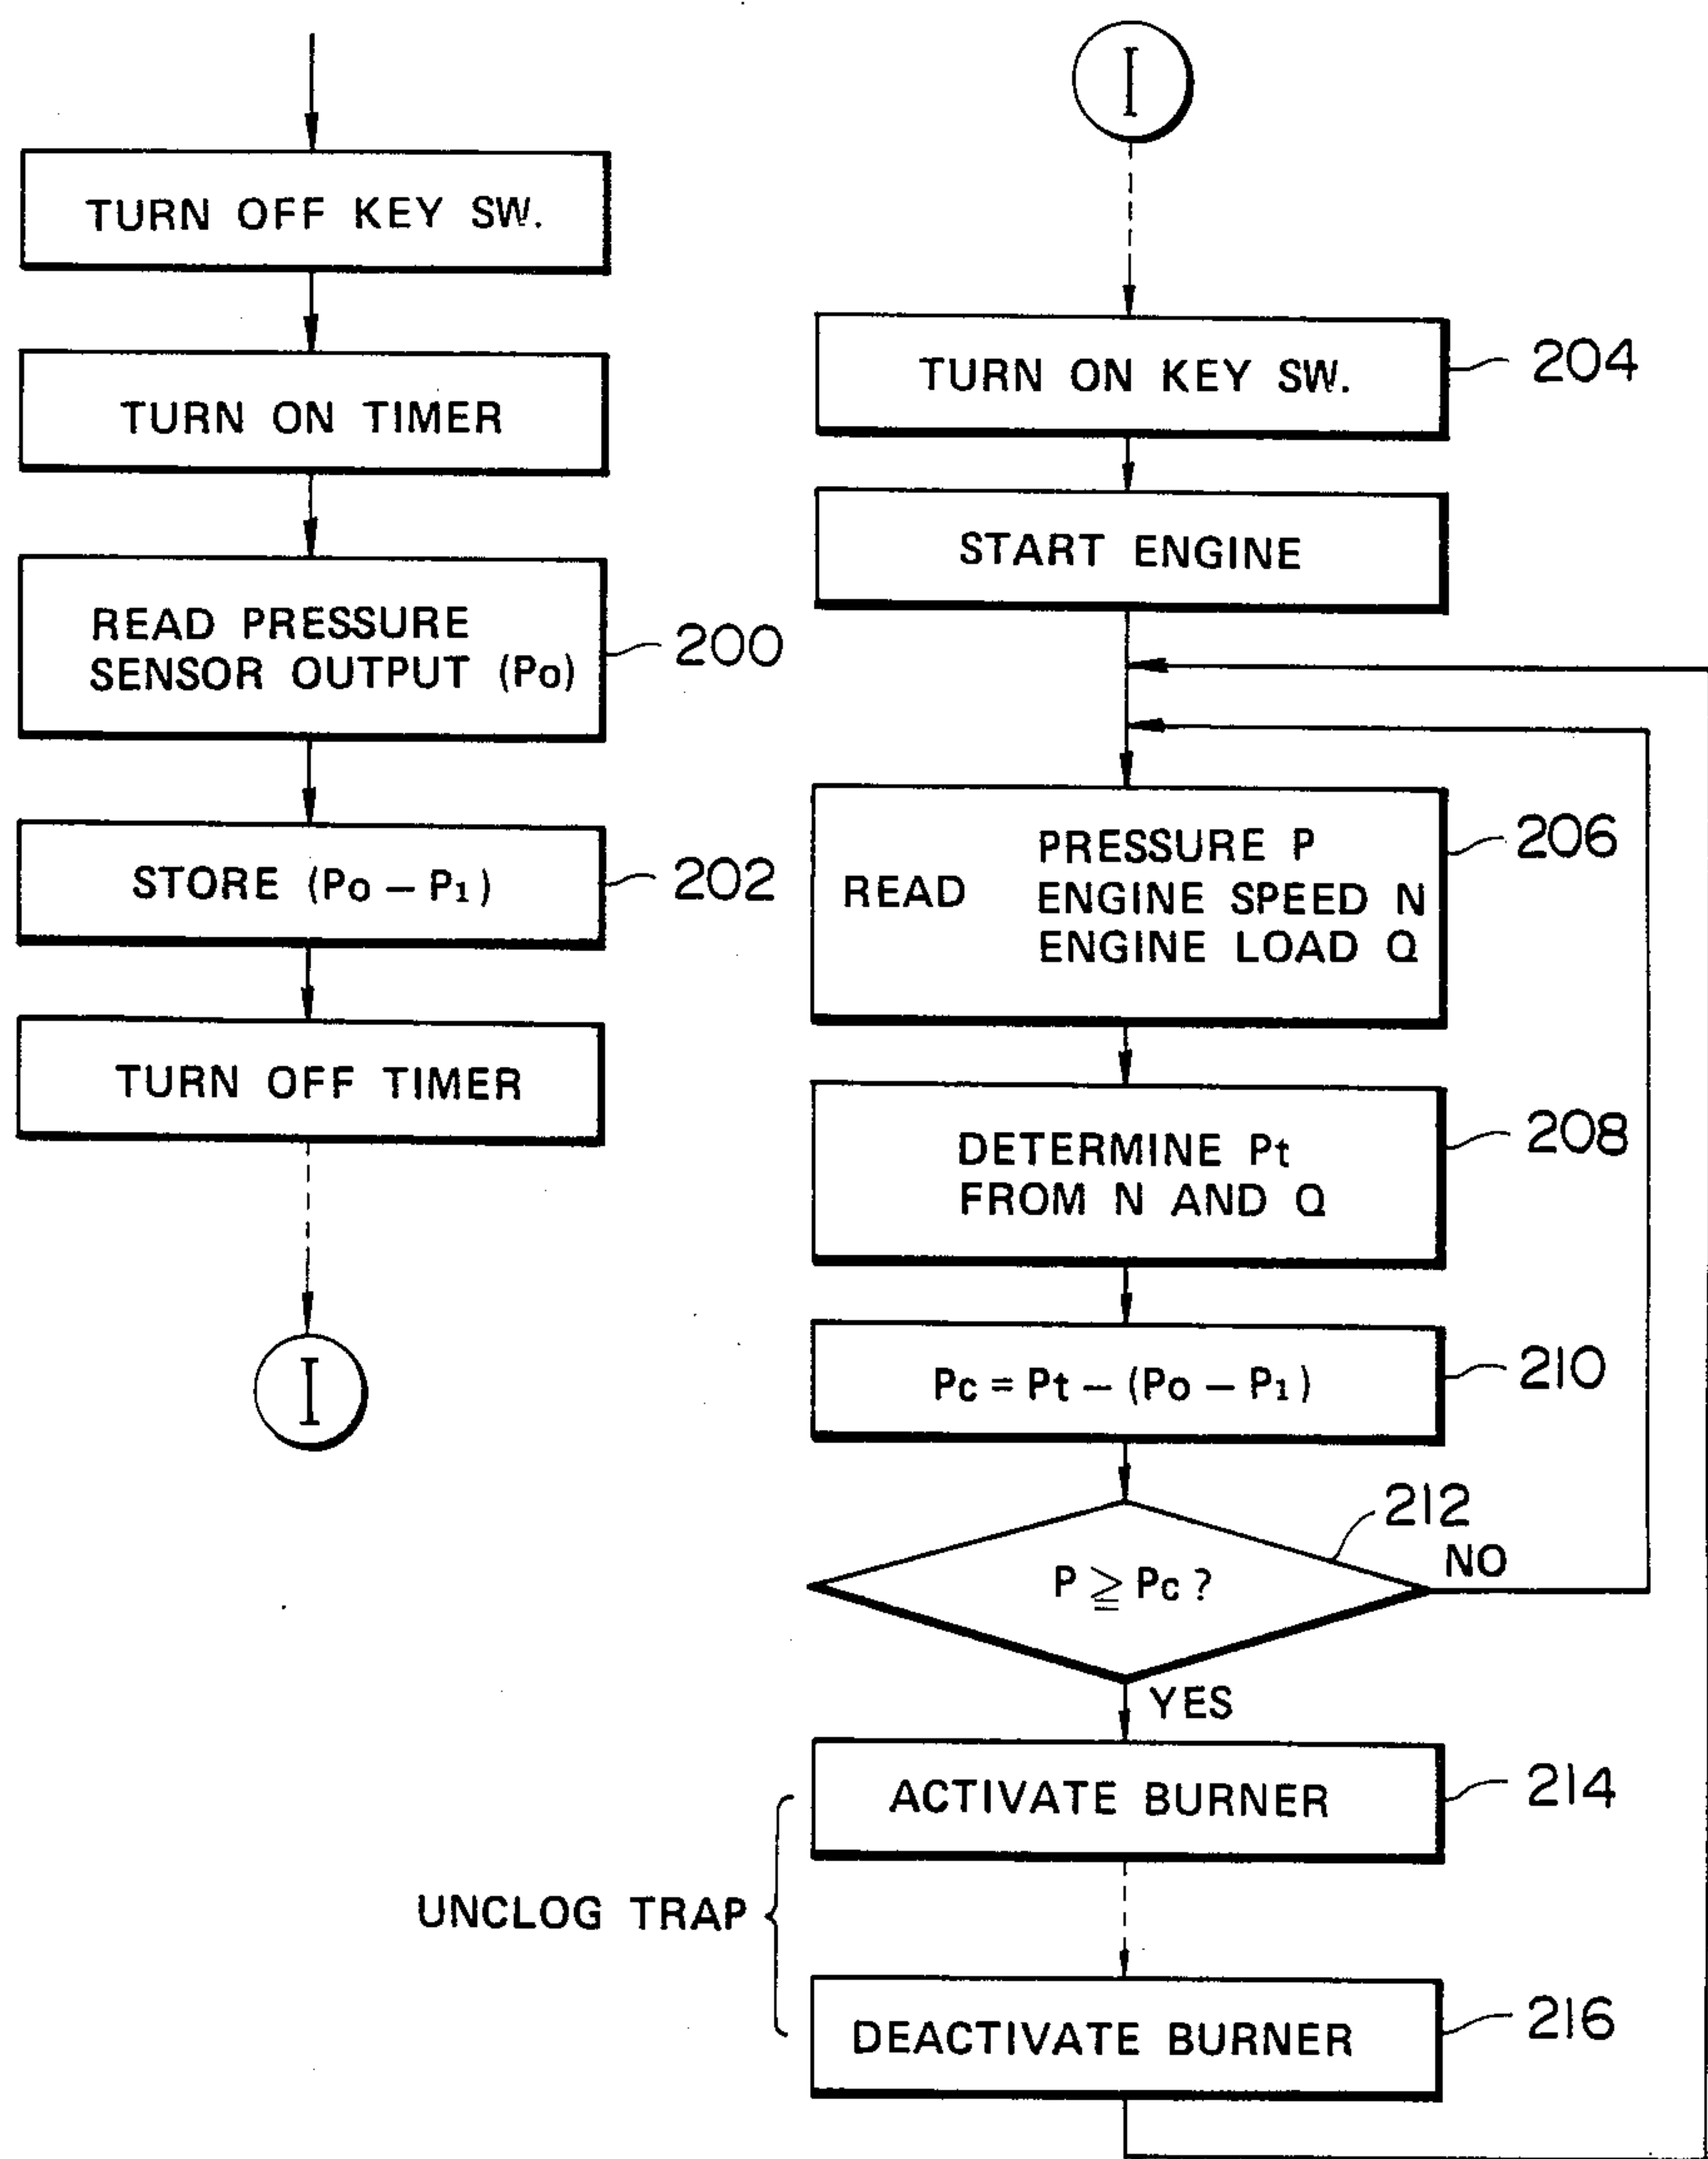 TURN OFF KEY SW.
TURN ON TIMER
READ PRESSURE
SENSOR OUTPUT (Po)
200
STORE (Po – P1)
202
TURN OFF TIMER
I
I
TURN ON KEY SW.
204
START ENGINE
READ
PRESSURE P
ENGINE SPEED N
ENGINE LOAD Q
206
DETERMINE Pt
FROM N AND Q
208
Pc = Pt – (Po – P1)
210
P ≧ Pc ?
212
NO
YES
ACTIVATE BURNER
214
UNCLOG TRAP
DEACTIVATE BURNER
216